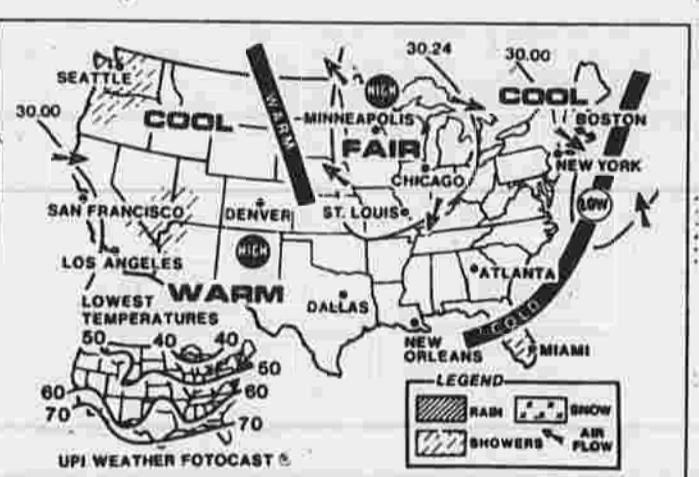 30.24
30.00
SEATTLE
HIGH
COOL
30.00
COOL
WARM
MINNEAPOLIS
BOSTON
FAIR
NEW YORK
CHICAGO
SAN FRANCISCO
DENVER
ST. LOUIS
LOW
HIGH
LOS ANGELES
ATLANTA
WARM
LOWEST
TEMPERATURES
DALLAS
COLD
50 40 40
NEW
ORLEANS
MIAMI
50
60
60
70
70
LEGEND
RAIN
SNOW
SHOWERS
AIR
FLOW
UPI WEATHER FOTOCAST ©